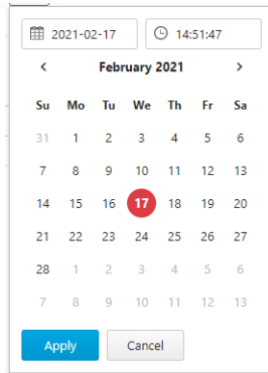 2021-02-17 14:51:47
< February 2021 >
Su Mo Tu We Th Fr Sa
31 1 2 3 4 5 6
7 8 9 10 11 12 13
14 15 16 17 18 19 20
21 22 23 24 25 26 27
28 1 2 3 4 5 6
7 8 9 10 11 12 13
Apply Cancel